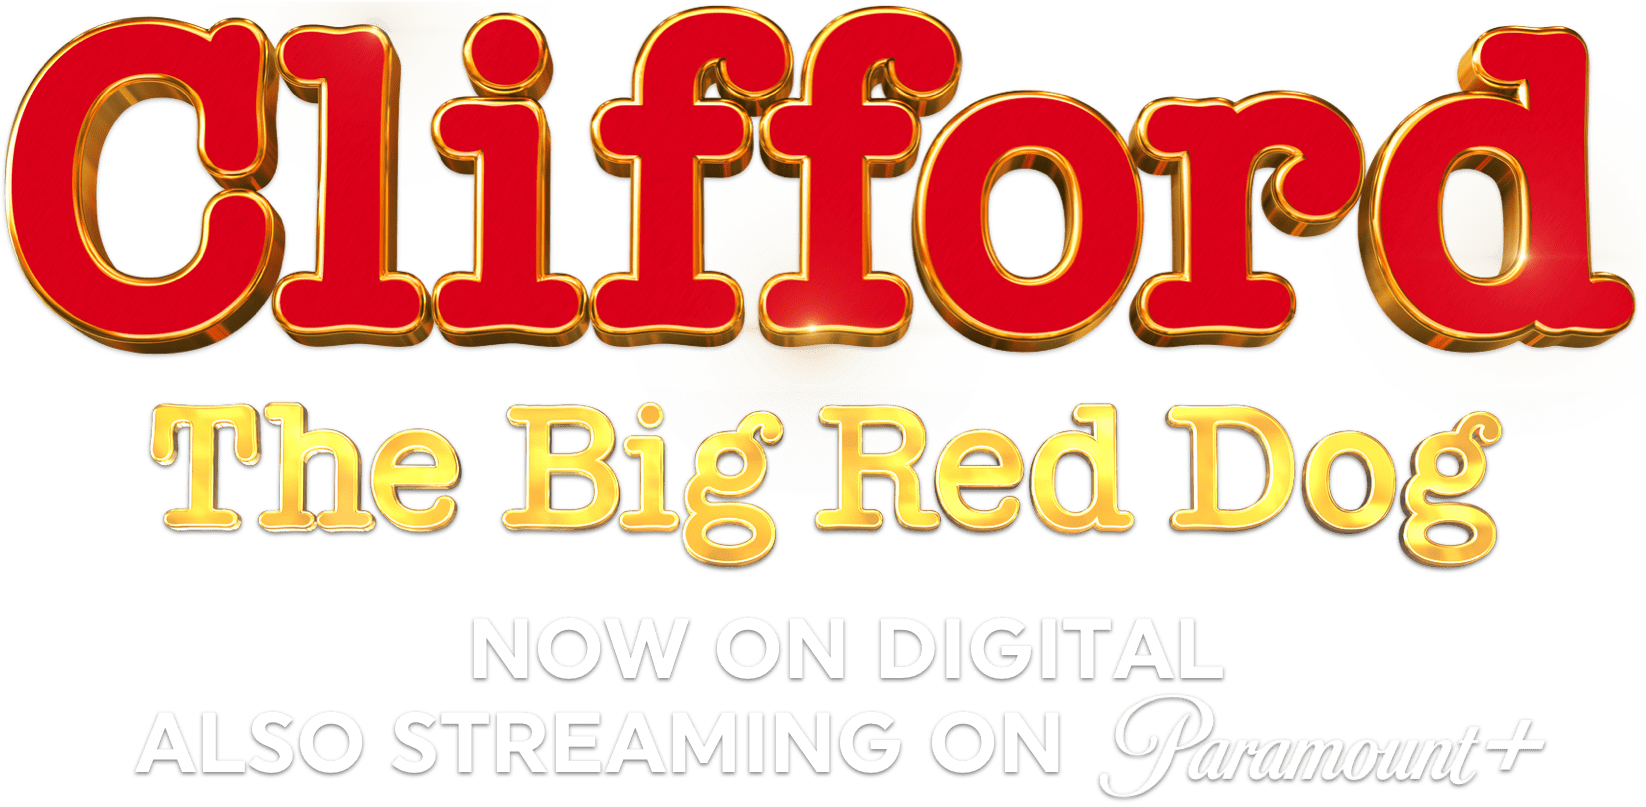 Clifford
The Big Red Dog
NOW ON DIGITAL
ALSO STREAMING ON Paramount+